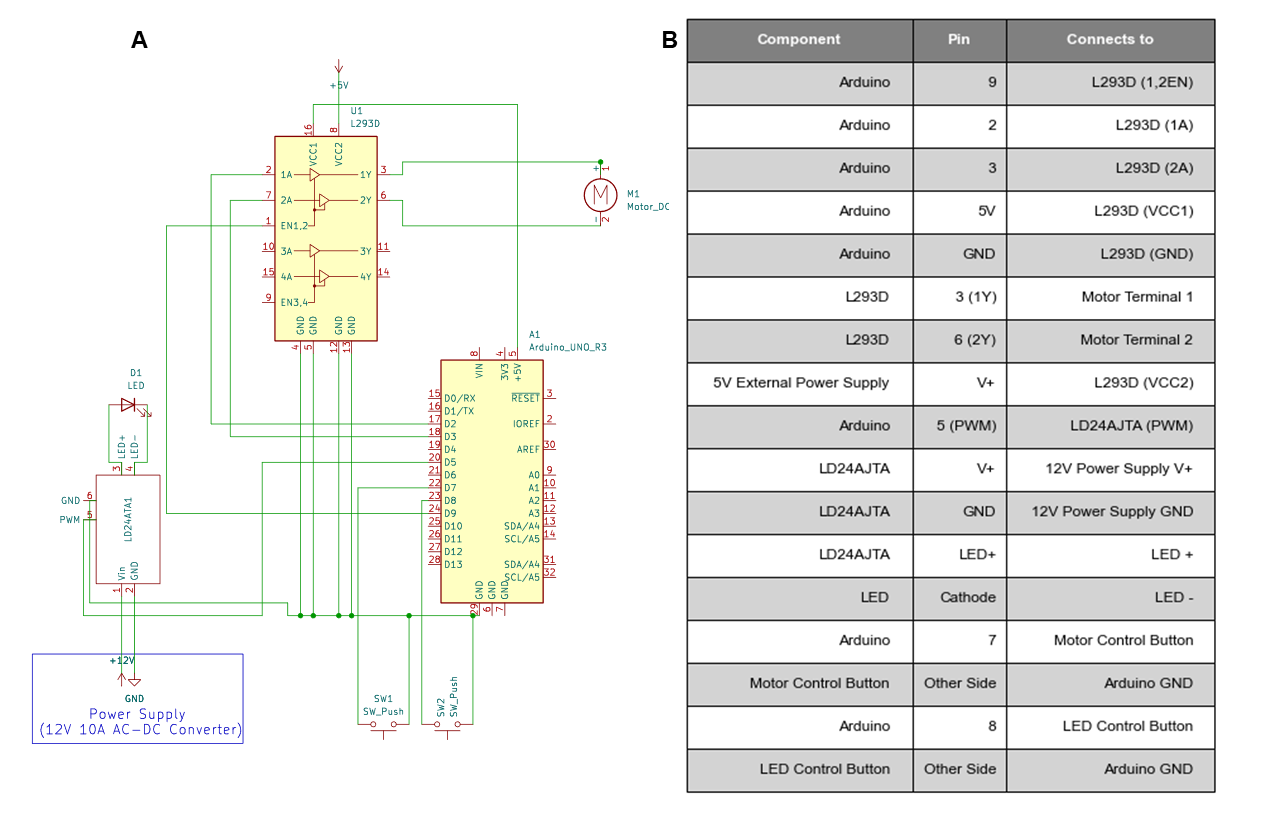 A
+5V
U1
L293D
16
8
VCC1
VCC2
2
1A
1Y
3
7
2A
2Y
6
1
EN1,2
10
3A
3Y
11
15
4A
4Y
14
9
EN3,4
GND
GND
GND
GND
4
5
12
13
+
1
M
M1
Motor_DC
-
2
A1
Arduino_UNO_R3
8
4
5
VIN
3V3
+5V
15
D0/RX
RESET
3
16
D1/TX
17
D2
IOREF
2
18
D3
19
D4
AREF
30
20
D5
21
D6
A0
9
22
D7
A1
10
23
D8
A2
11
24
D9
A3
12
25
D10
SDA/A4
13
26
D11
SCL/A5
14
27
D12
28
D13
SDA/A4
31
SCL/A5
32
GND
GND
GND
29
6
7
D1
LED
LED+
LED-
3
4
GND
6
PWM
5
LD24ATA1
Vin
GND
1
2
+12V
GND
Power Supply
(12V 10A AC-DC Converter)
SW1
SW_Push
SW2
SW_Push
B
Component Pin Connects to
Arduino 9 L293D (1,2EN)
Arduino 2 L293D (1A)
Arduino 3 L293D (2A)
Arduino 5V L293D (VCC1)
Arduino GND L293D (GND)
L293D 3 (1Y) Motor Terminal 1
L293D 6 (2Y) Motor Terminal 2
5V External Power Supply V+ L293D (VCC2)
Arduino 5 (PWM) LD24AJTA (PWM)
LD24AJTA V+ 12V Power Supply V+
LD24AJTA GND 12V Power Supply GND
LD24AJTA LED+ LED +
LED Cathode LED -
Arduino 7 Motor Control Button
Motor Control Button Other Side Arduino GND
Arduino 8 LED Control Button
LED Control Button Other Side Arduino GND